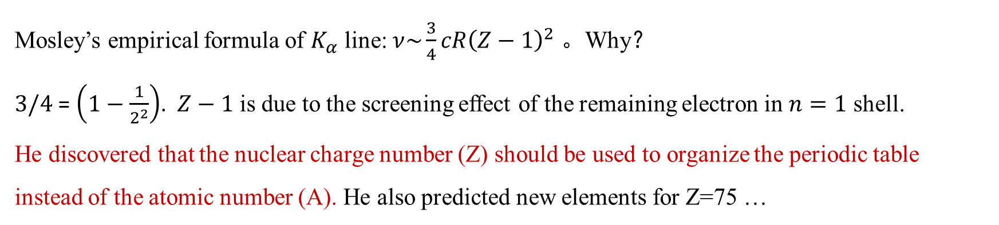 Mosley’s empirical formula of K_α line: ν~3/4 cR(Z − 1)² 。 Why?
3/4 = (1 − 1/2²). Z − 1 is due to the screening effect of the remaining electron in n = 1 shell.
He discovered that the nuclear charge number (Z) should be used to organize the periodic table
instead of the atomic number (A). He also predicted new elements for Z=75 …